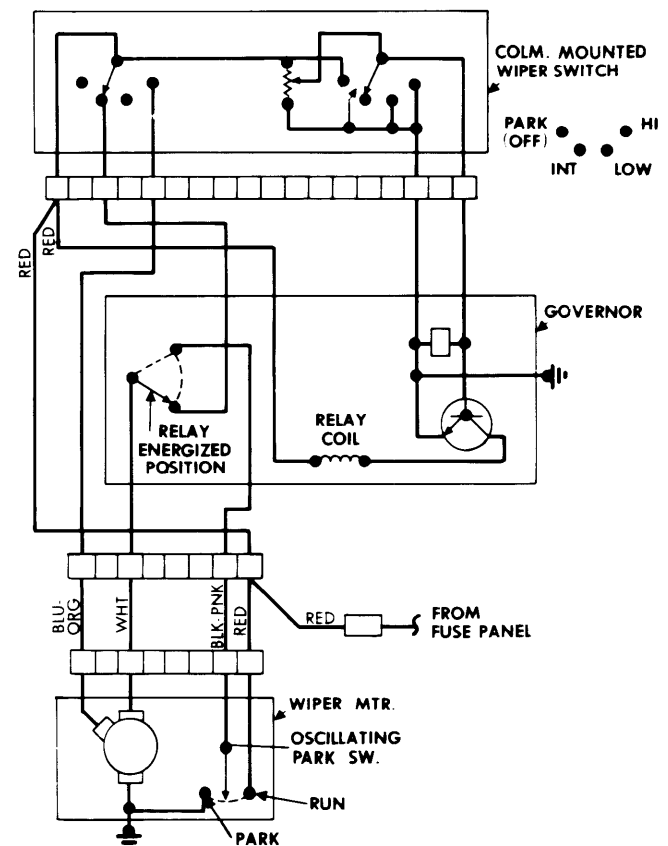 COLM. MOUNTED
WIPER SWITCH
PARK
(OFF)
HI
INT
LOW
RED
RED
GOVERNOR
RELAY
ENERGIZED
POSITION
RELAY
COIL
BLU-
ORG
WHT
BLK-PNK
RED
RED
FROM
FUSE PANEL
WIPER MTR.
OSCILLATING
PARK SW.
RUN
PARK